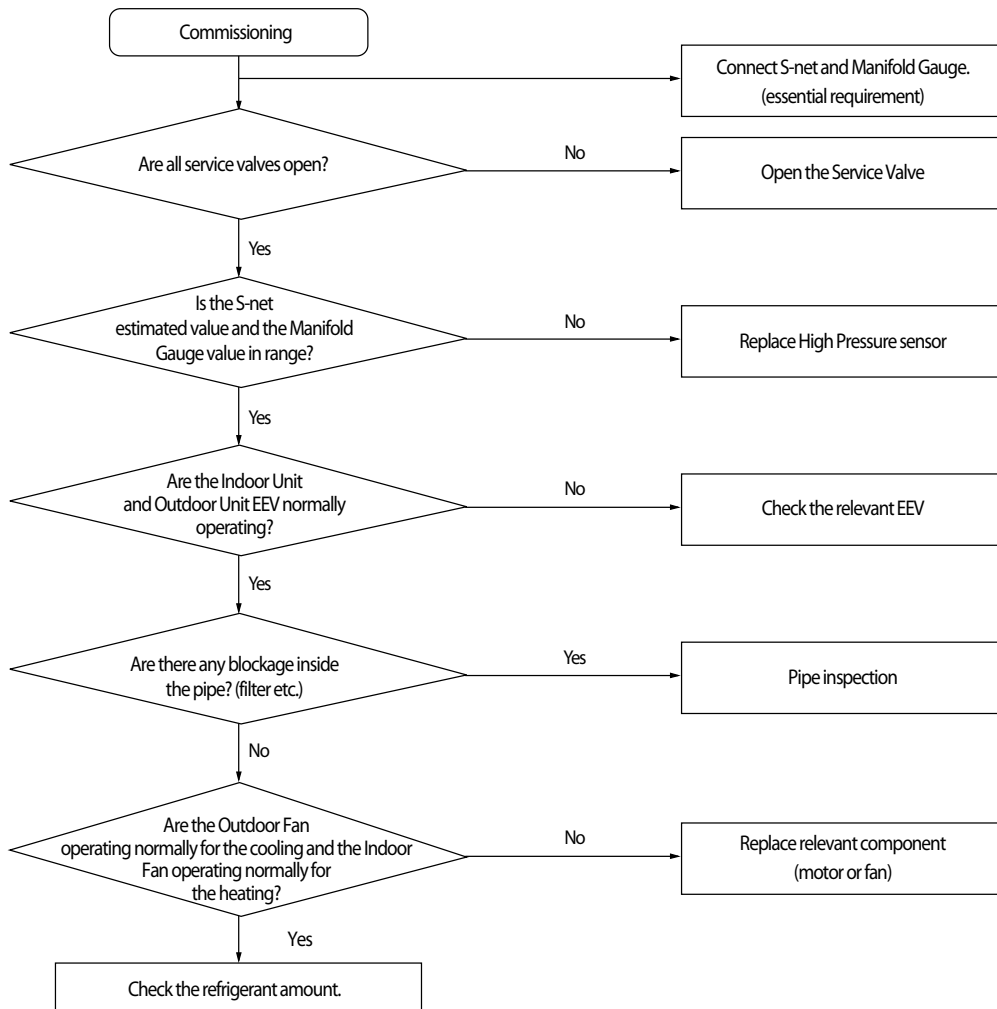 Commissioning
Connect S-net and Manifold Gauge.
(essential requirement)
Are all service valves open?
No
Open the Service Valve
Yes
Is the S-net
estimated value and the Manifold
Gauge value in range?
No
Replace High Pressure sensor
Yes
Are the Indoor Unit
and Outdoor Unit EEV normally
operating?
No
Check the relevant EEV
Yes
Are there any blockage inside
the pipe? (filter etc.)
Yes
Pipe inspection
No
Are the Outdoor Fan
operating normally for the cooling and the Indoor
Fan operating normally for
the heating?
No
Replace relevant component
(motor or fan)
Yes
Check the refrigerant amount.